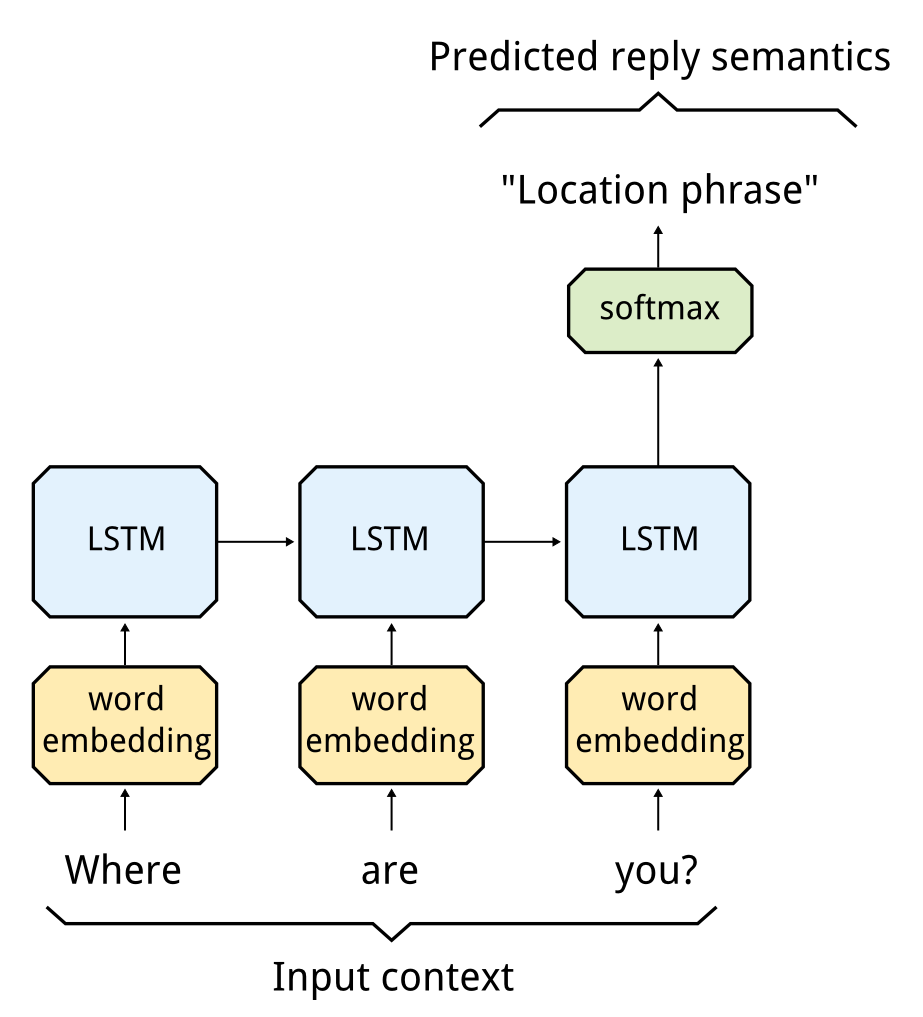 Predicted reply semantics
"Location phrase"
softmax
LSTM
LSTM
LSTM
word
embedding
word
embedding
word
embedding
Where
are
you?
Input context